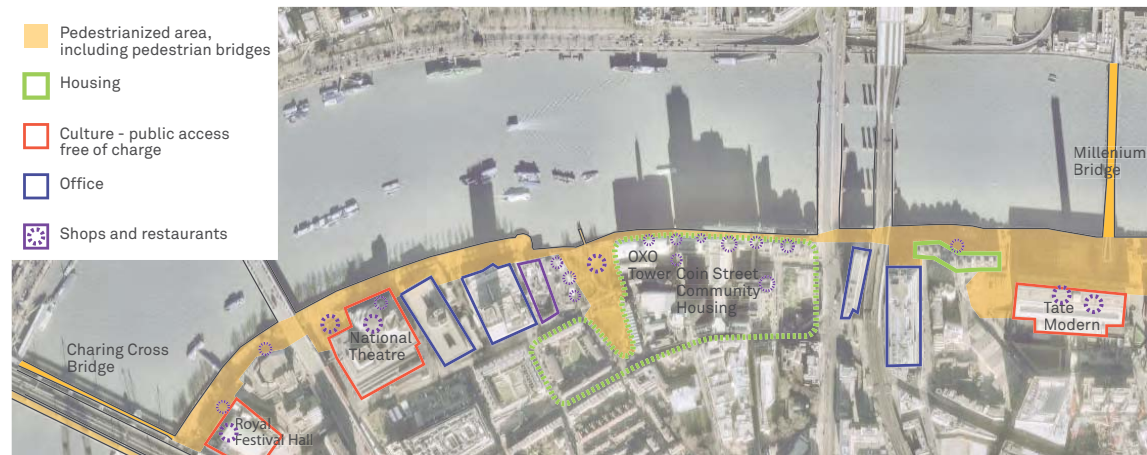 Pedestrianized area,
including pedestrian bridges
Housing
Culture - public access
free of charge
Office
Shops and restaurants
Millenium
Bridge
OXO
Tower
Coin Street
Community
Housing
Tate
Modern
National
Theatre
Charing Cross
Bridge
Royal
Festival Hall